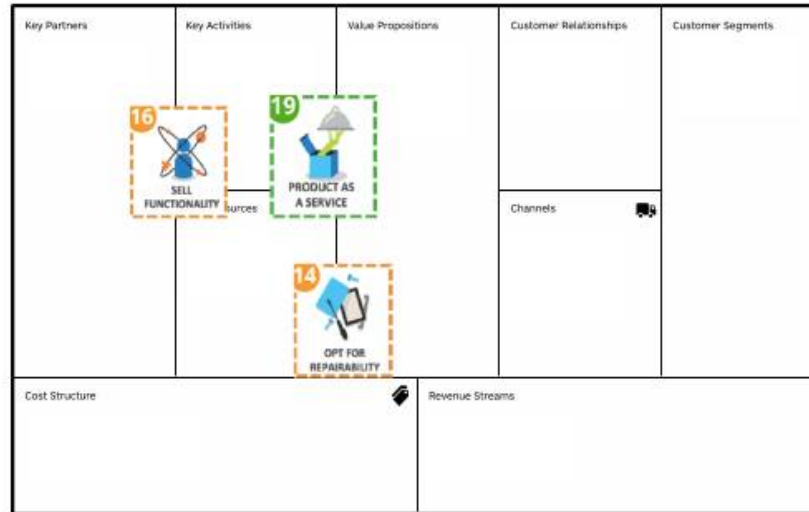 Key Partners
Key Activities
Value Propositions
Customer Relationships
Customer Segments
16
SELL
FUNCTIONALITY
19
PRODUCT AS
A SERVICE
ources
Channels
14
OPT FOR
REPAIRABILITY
Cost Structure
Revenue Streams